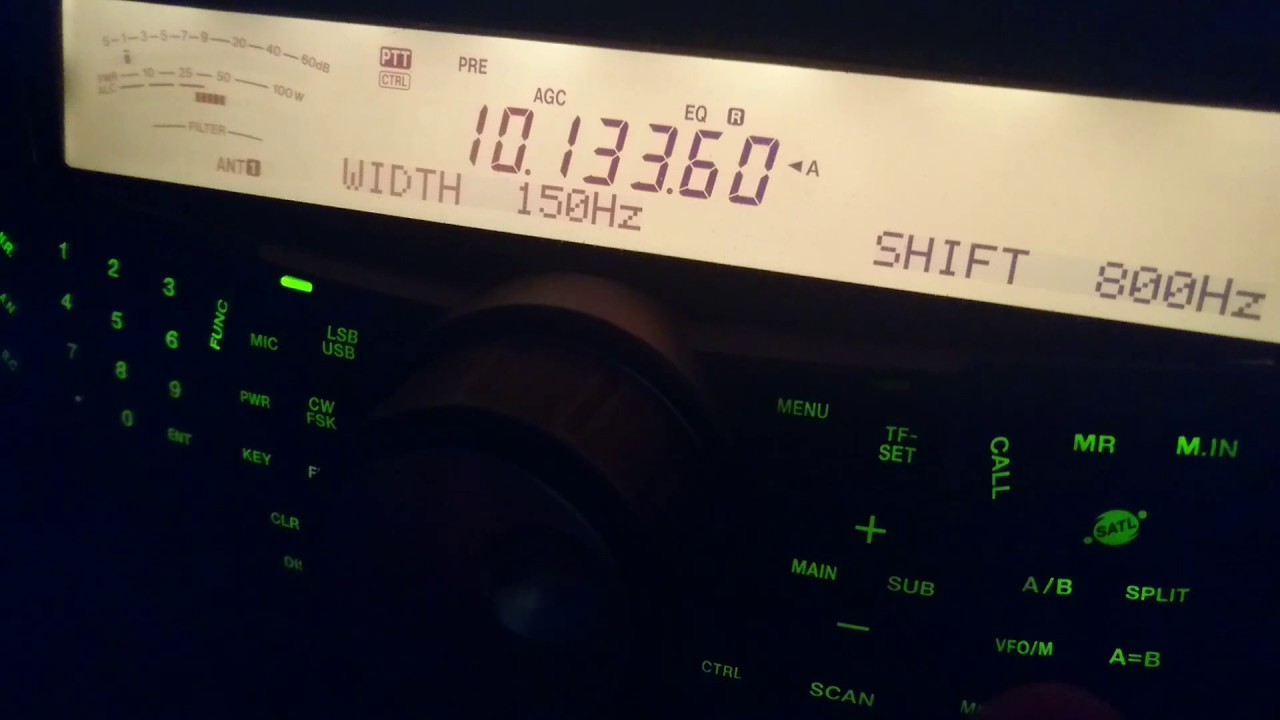 S-1-3-5-7-9-20-40-60dB
PWR 10 25 50 100W
ALC
FILTER
ANT 1
PTT
CTRL
PRE
AGC
EQ R
10.133.60 ◄A
WIDTH 150Hz
SHIFT 800Hz
1 2 3
4 5 6
7 8 9
. 0 ENT
FUNC
MIC
LSB
USB
PWR
CW
FSK
KEY
CLR
MENU
TF-
SET
CALL
MR
M.IN
+
SATL
MAIN
SUB
A/B
SPLIT
−
VFO/M
A=B
CTRL
SCAN